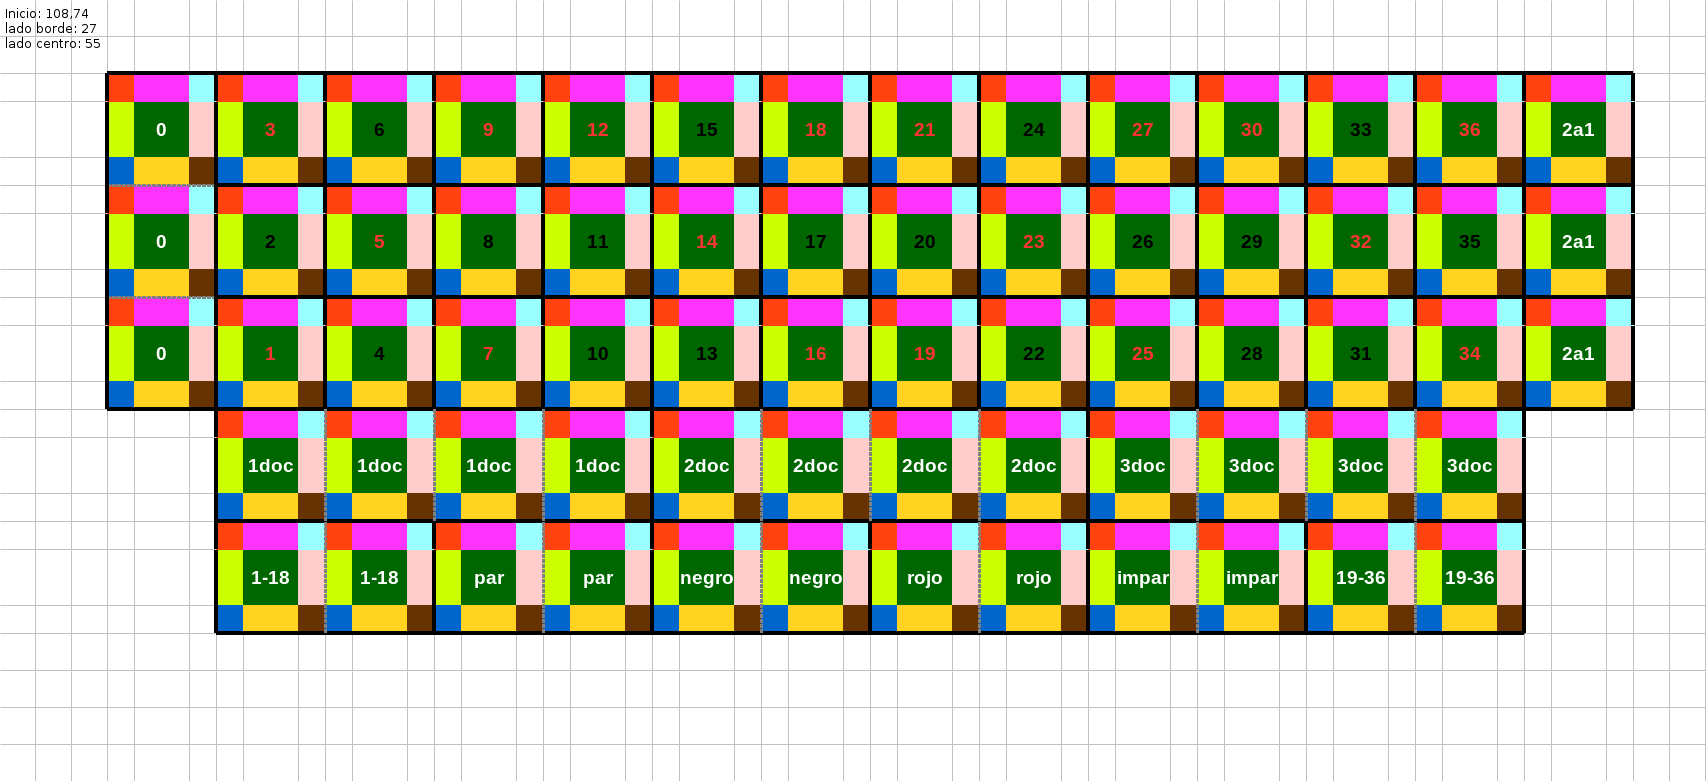 Inicio: 108,74
lado borde: 27
lado centro: 55
0 3 6 9 12 15 18 21 24 27 30 33 36 2a1
0 2 5 8 11 14 17 20 23 26 29 32 35 2a1
0 1 4 7 10 13 16 19 22 25 28 31 34 2a1
1doc 1doc 1doc 1doc 2doc 2doc 2doc 2doc 3doc 3doc 3doc 3doc
1-18 1-18 par par negro negro rojo rojo impar impar 19-36 19-36